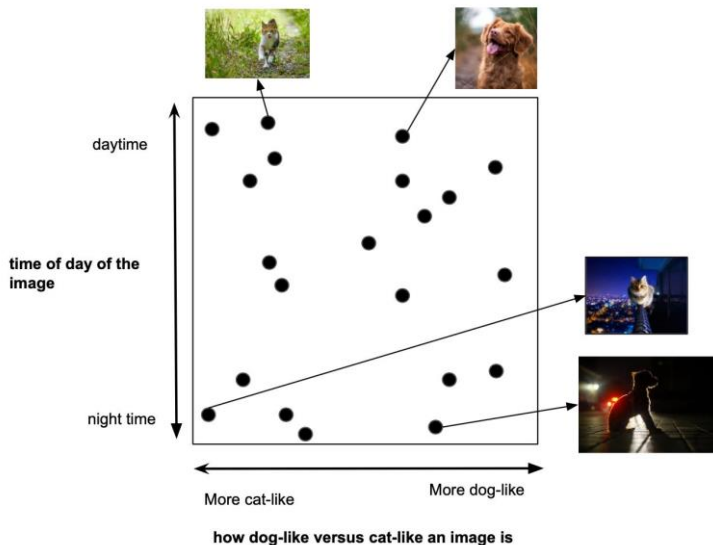 daytime
time of day of the
image
night time
More cat-like
More dog-like
how dog-like versus cat-like an image is